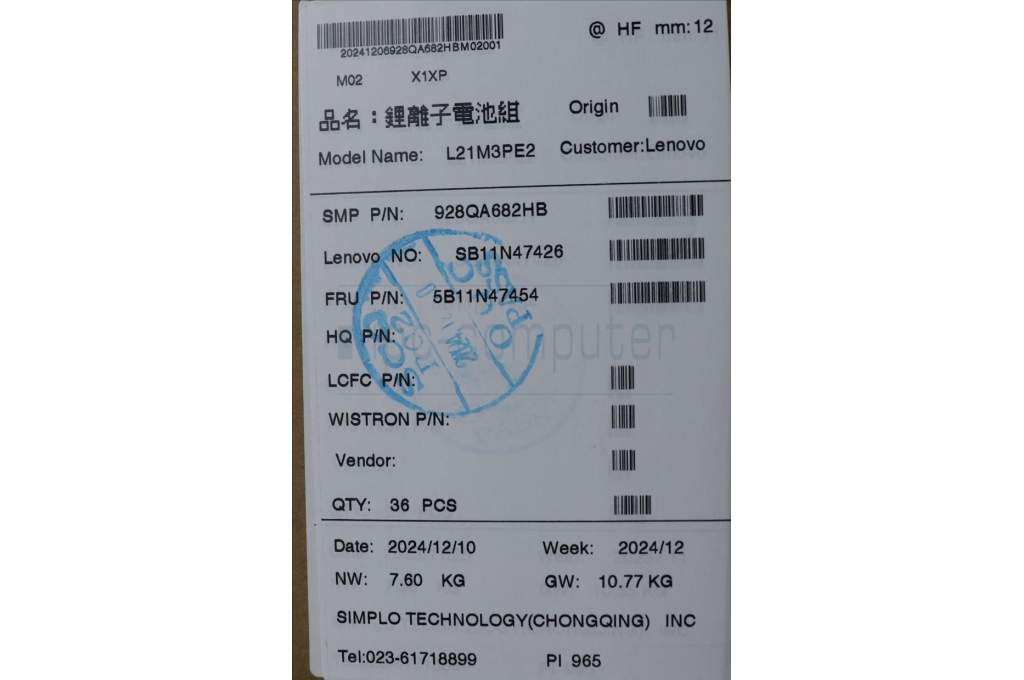 @ HF mm:12
20241206928QA682HBM02001
M02 X1XP
品名：鋰離子電池組 Origin
Model Name: L21M3PE2 Customer:Lenovo
SMP P/N: 928QA682HB
Lenovo NO: SB11N47426
FRU P/N: 5B11N47454
HQ P/N:
LCFC P/N:
WISTRON P/N:
Vendor:
QTY: 36 PCS
Date: 2024/12/10 Week: 2024/12
NW: 7.60 KG GW: 10.77 KG
SIMPLO TECHNOLOGY(CHONGQING) INC
Tel:023-61718899 PI 965